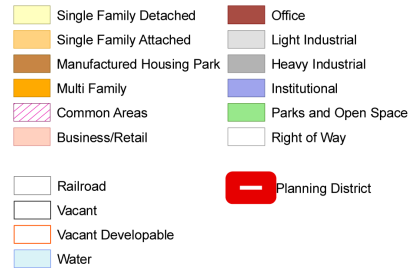 Single Family Detached
Single Family Attached
Manufactured Housing Park
Multi Family
Common Areas
Business/Retail
Office
Light Industrial
Heavy Industrial
Institutional
Parks and Open Space
Right of Way
Railroad
Vacant
Vacant Developable
Water
Planning District